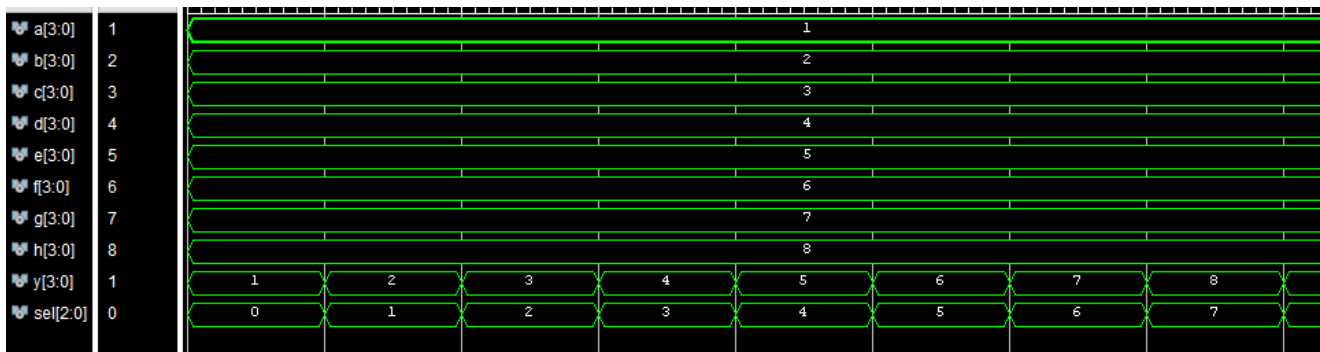 a[3:0] 1 1
b[3:0] 2 2
c[3:0] 3 3
d[3:0] 4 4
e[3:0] 5 5
f[3:0] 6 6
g[3:0] 7 7
h[3:0] 8 8
y[3:0] 1 1 2 3 4 5 6 7 8
sel[2:0] 0 0 1 2 3 4 5 6 7